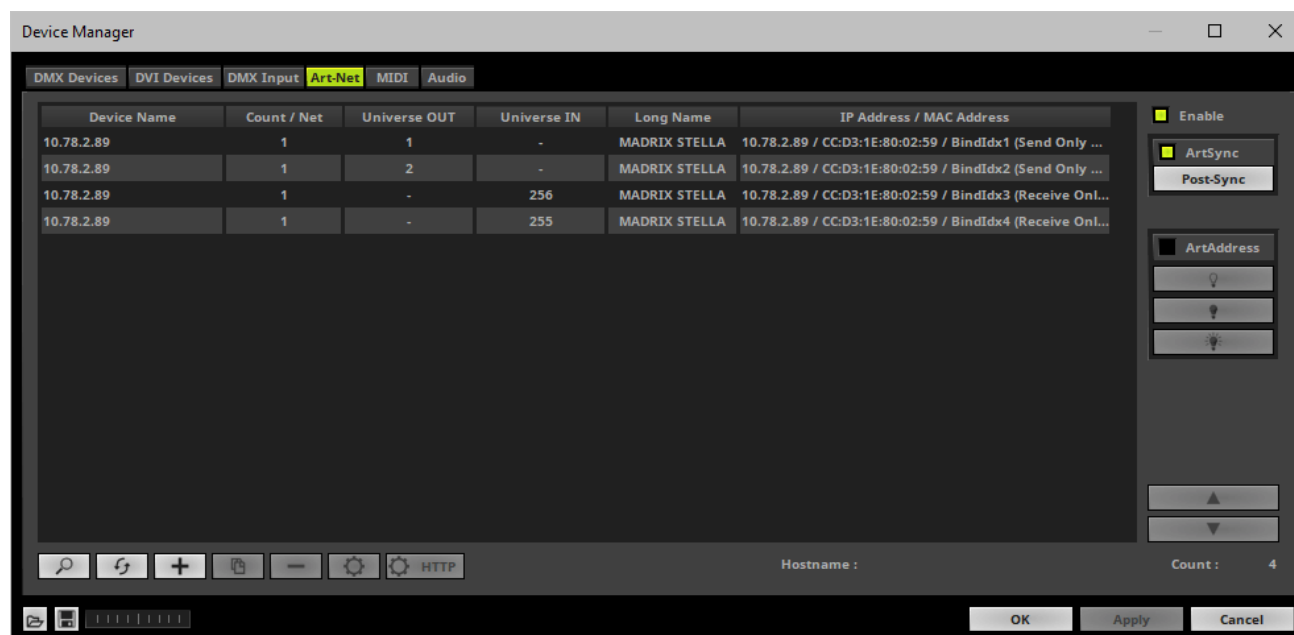 Device Manager
DMX Devices DVI Devices DMX Input Art-Net MIDI Audio
Device Name Count / Net Universe OUT Universe IN Long Name IP Address / MAC Address
10.78.2.89 1 1 - MADRIX STELLA 10.78.2.89 / CC:D3:1E:80:02:59 / BindIdx1 (Send Only ...
10.78.2.89 1 2 - MADRIX STELLA 10.78.2.89 / CC:D3:1E:80:02:59 / BindIdx2 (Send Only ...
10.78.2.89 1 - 256 MADRIX STELLA 10.78.2.89 / CC:D3:1E:80:02:59 / BindIdx3 (Receive Onl...
10.78.2.89 1 - 255 MADRIX STELLA 10.78.2.89 / CC:D3:1E:80:02:59 / BindIdx4 (Receive Onl...
Enable
ArtSync
Post-Sync
ArtAddress
HTTP
Hostname :
Count : 4
OK Apply Cancel